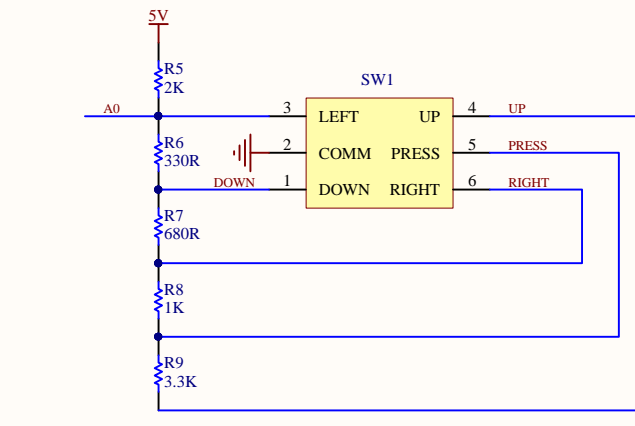 5V
R5
2K
SW1
A0
3
LEFT
UP
4
UP
R6
330R
2
COMM
PRESS
5
PRESS
DOWN
1
DOWN
RIGHT
6
RIGHT
R7
680R
R8
1K
R9
3.3K